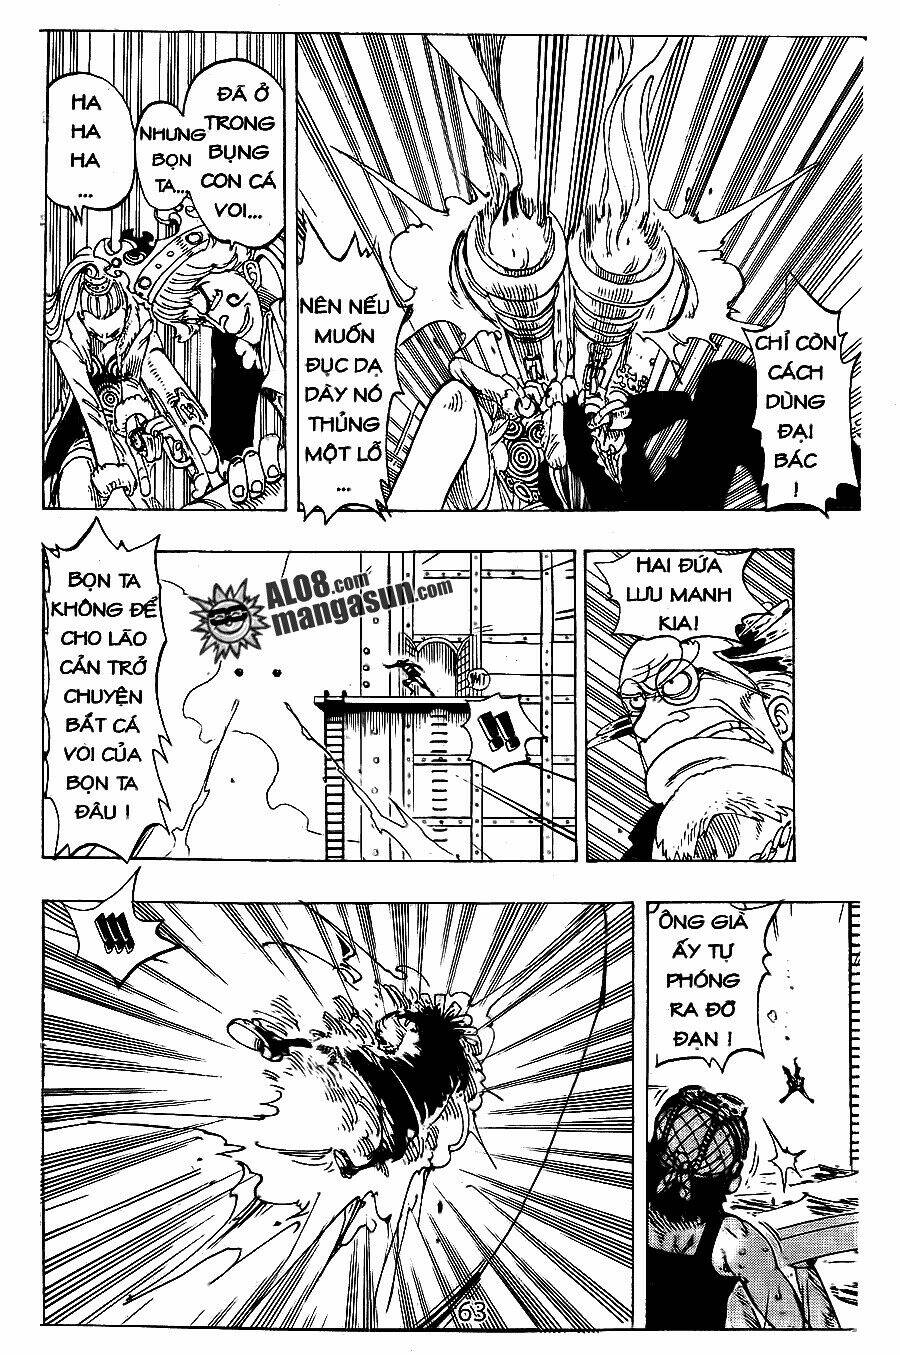 HA
HA
HA
...
NHƯNG
BỌN
TA...
ĐÃ Ở
TRONG
BỤNG
CON CÁ
VOI...
NÊN NẾU
MUỐN
ĐỤC DẠ
DÀY NÓ
THỦNG
MỘT LỖ
...
CHỈ CÒN
CÁCH
DÙNG
ĐẠI
BÁC
!
BỌN TA
KHÔNG ĐỂ
CHO LÃO
CẢN TRỞ
CHUYỆN
BẮT CÁ
VOI CỦA
BỌN TA
ĐÂU !
AL08.com
mangasun.com
!!
HAI ĐỨA
LƯU MANH
KIA!
!!!
ÔNG GIÀ
ẤY TỰ
PHÓNG
RA ĐỠ
ĐẠN !
63